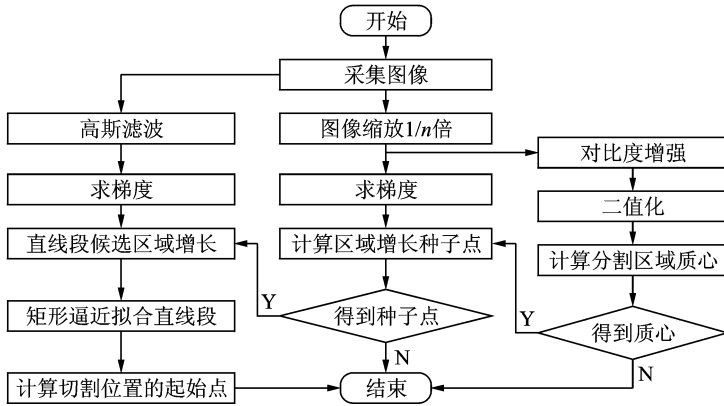 开始
采集图像
高斯滤波
图像缩放1/n倍
对比度增强
求梯度
求梯度
二值化
直线段候选区域增长
计算区域增长种子点
计算分割区域质心
Y
矩形逼近拟合直线段
得到种子点
Y
得到质心
N
N
计算切割位置的起始点
结束